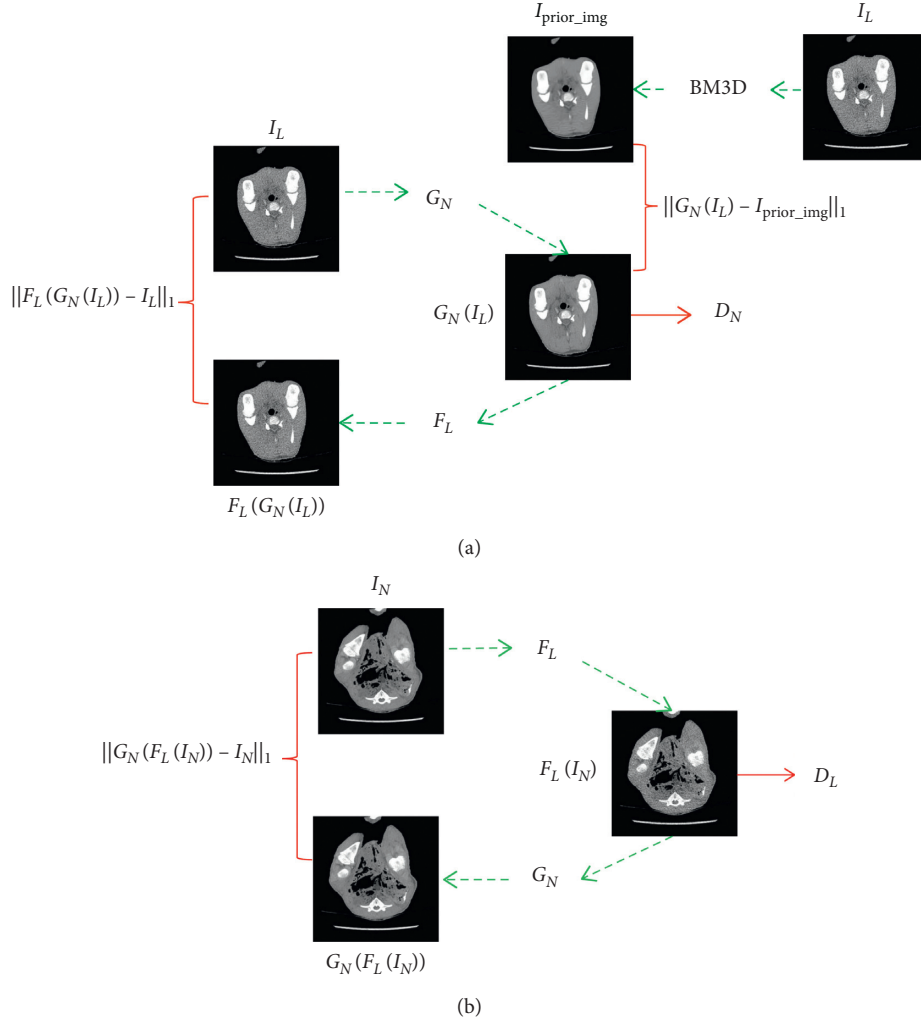 I_prior_img
I_L
BM3D
I_L
G_N
||G_N(I_L) – I_prior_img||_1
||F_L(G_N(I_L)) – I_L||_1
G_N(I_L)
D_N
F_L
F_L(G_N(I_L))
(a)
I_N
F_L
||G_N(F_L(I_N)) – I_N||_1
F_L(I_N)
D_L
G_N
G_N(F_L(I_N))
(b)